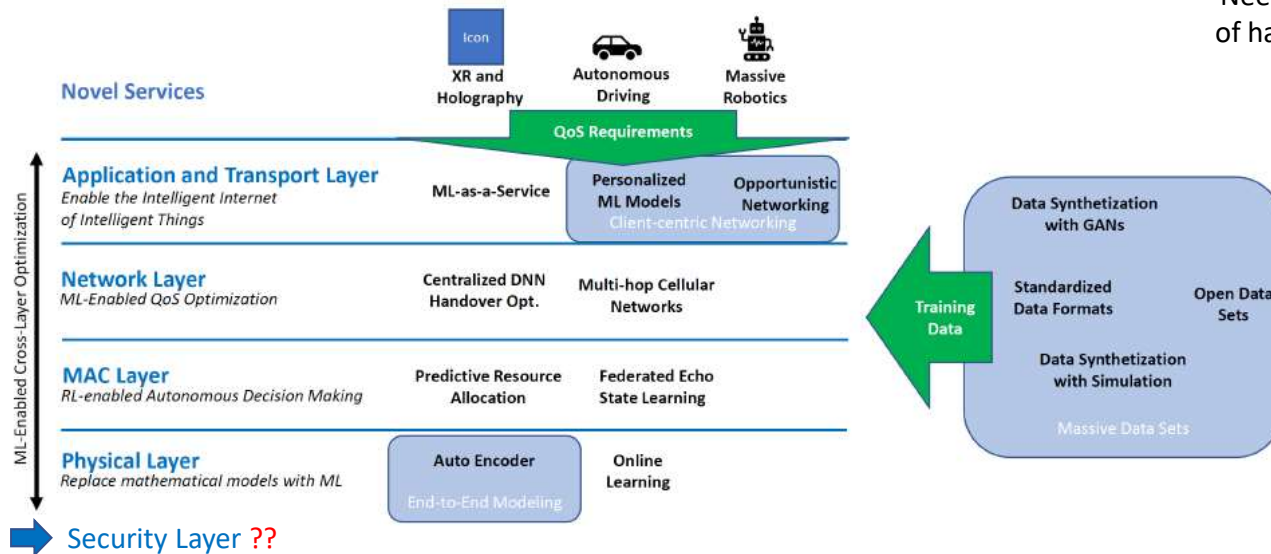 Nee
of ha
Icon
XR and
Holography
Autonomous
Driving
Massive
Robotics
Novel Services
QoS Requirements
ML-Enabled Cross-Layer Optimization
Application and Transport Layer
Enable the Intelligent Internet
of Intelligent Things
ML-as-a-Service
Personalized
ML Models
Opportunistic
Networking
Client-centric Networking
Network Layer
ML-Enabled QoS Optimization
Centralized DNN
Handover Opt.
Multi-hop Cellular
Networks
MAC Layer
RL-enabled Autonomous Decision Making
Predictive Resource
Allocation
Federated Echo
State Learning
Physical Layer
Replace mathematical models with ML
Auto Encoder
End-to-End Modeling
Online
Learning
Training
Data
Data Synthetization
with GANs
Standardized
Data Formats
Open Data
Sets
Data Synthetization
with Simulation
Massive Data Sets
Security Layer ??